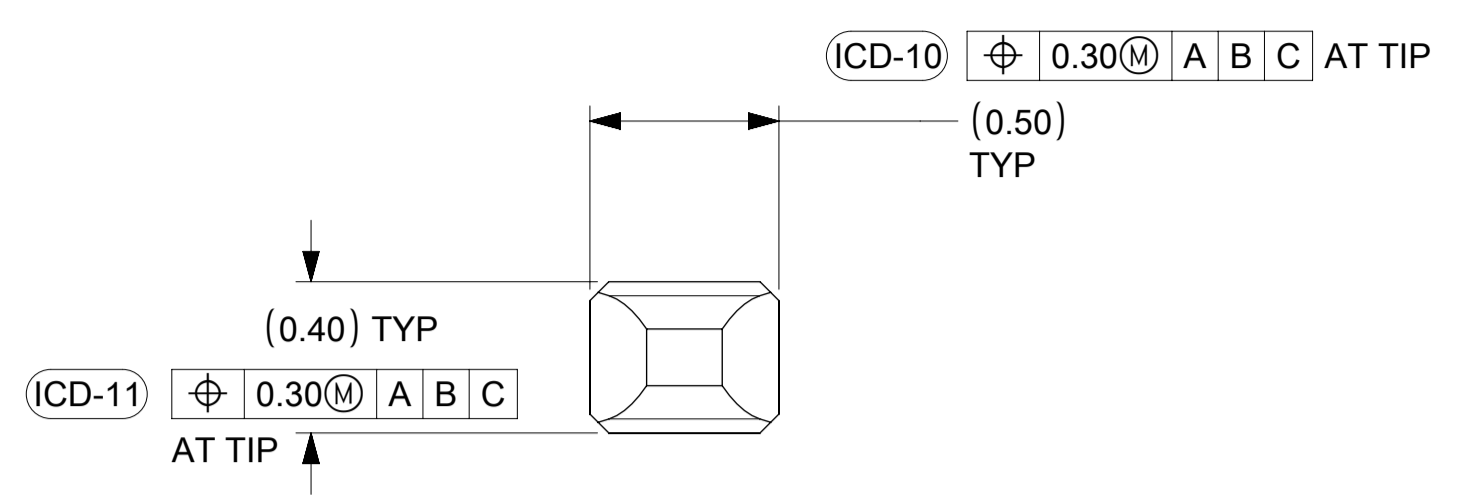 ICD-10 ⌖ 0.30Ⓜ A B C AT TIP
(0.50)
TYP
(0.40) TYP
ICD-11 ⌖ 0.30Ⓜ A B C
AT TIP